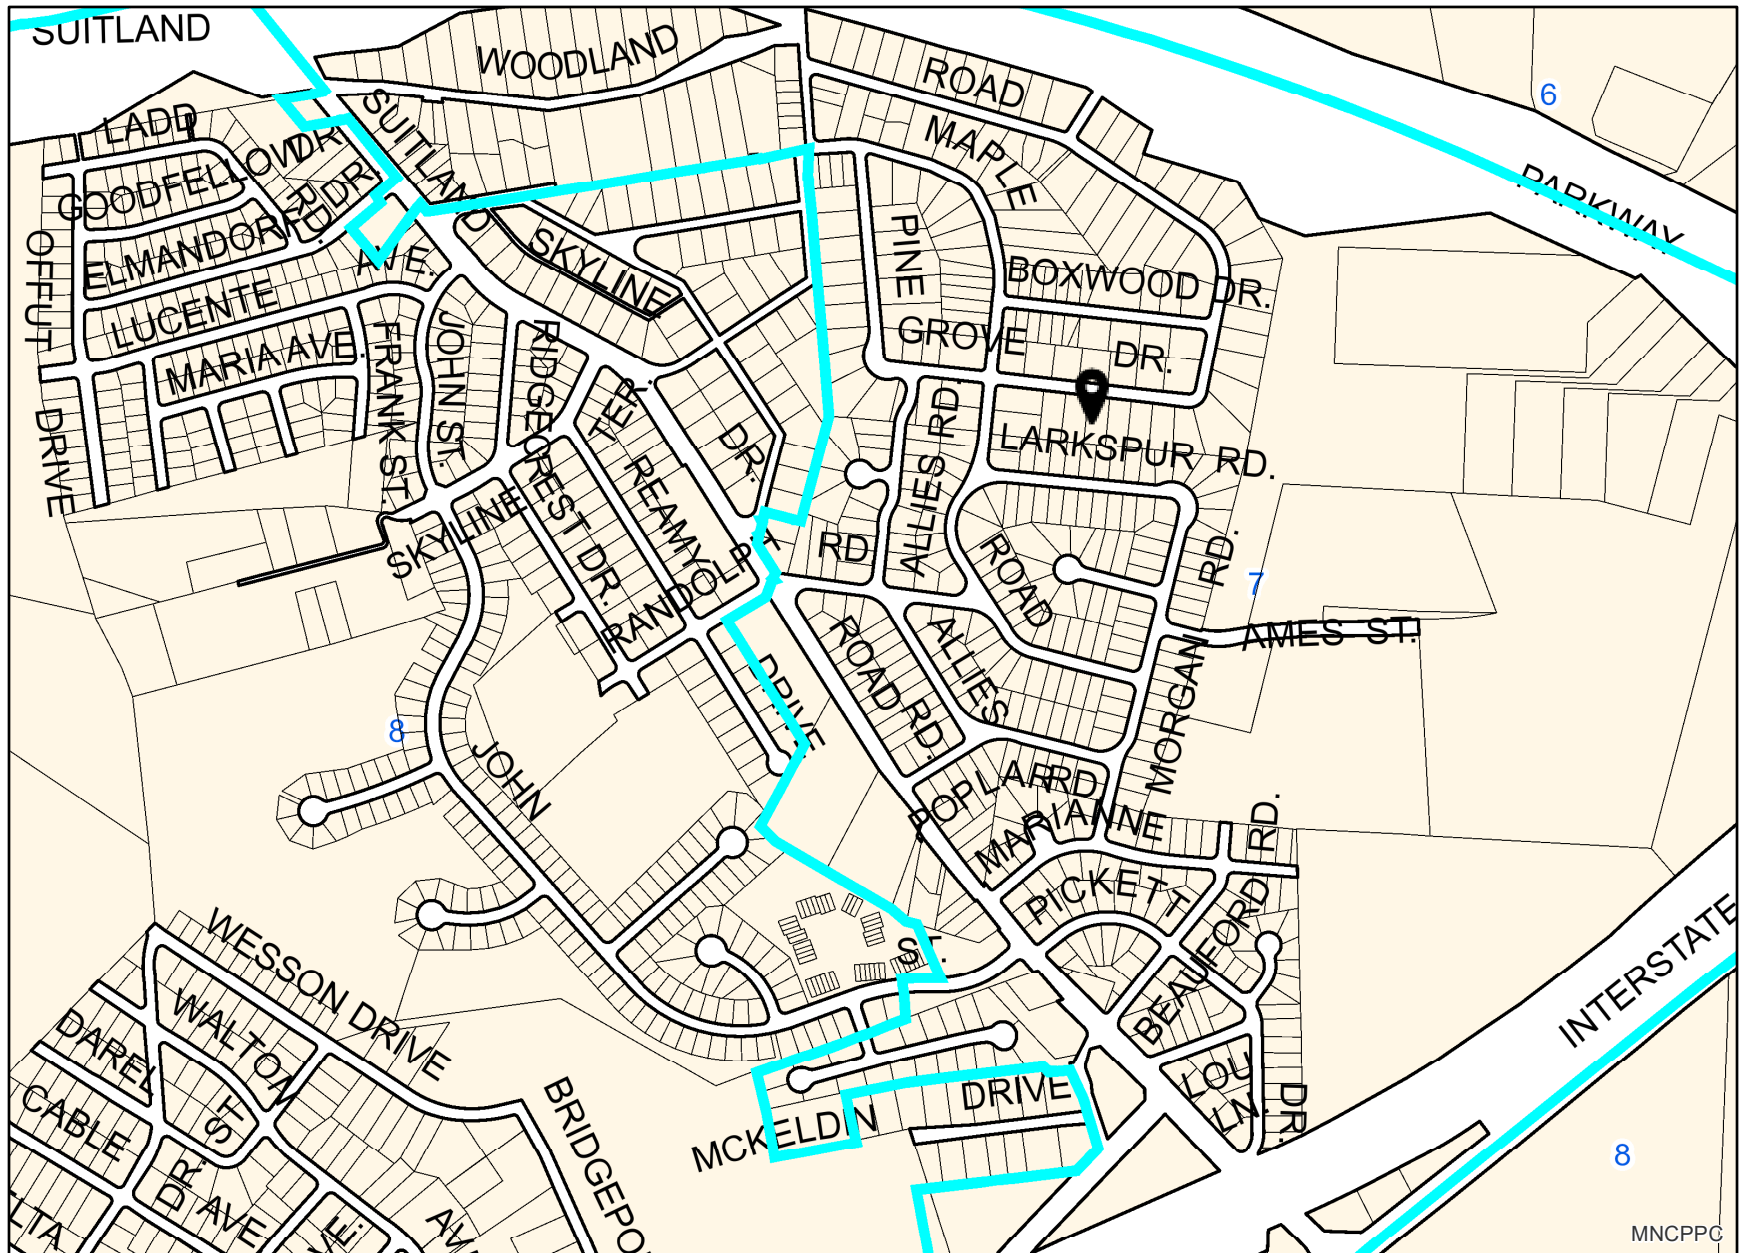 SUITLAND
WOODLAND
ROAD
6
LADD
DR.
SUITLAND
MAPLE
GOODFELLOW
DR.
RD.
PARKWAY
ELMANDORF
PINE
OFFUT
AVE.
SKYLINE
BOXWOOD DR.
LUCENTE
GROVE
DR.
MARIA AVE.
FRANK ST.
JOHN ST.
RIDGECREST DR.
TER.
ALLIES RD.
LARKSPUR RD.
DRIVE
DR.
REAMY
SKYLINE
RANDOLPH
RD.
ROAD
RD.
7
AMES ST.
ROAD RD.
ALLIES
DRIVE
MORGAN
8
JOHN
POPLAR RD.
MARIANNE
RD.
PICKETT
BEAUFORD
WESSON DRIVE
ST.
INTERSTATE
WALTON
DAREL
CABLE
ST
DR.
AVE
BRIDGEPO
MCKELDIN
DRIVE
LOU
LN.
DR.
8
LTA
MNCPPC